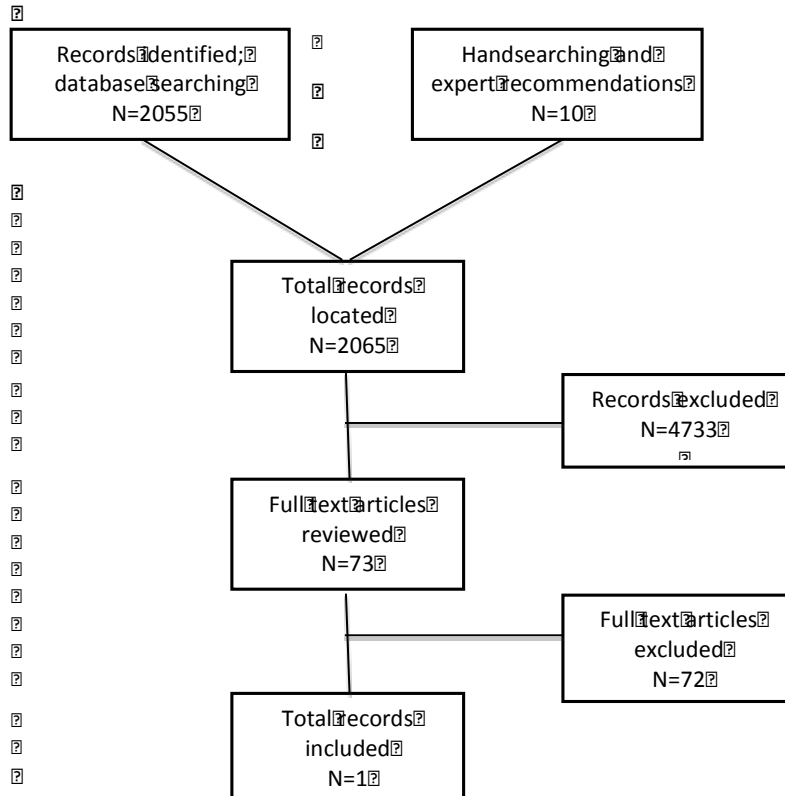 Records identified;
database searching
N=2055
Handsearching and
expert recommendations
N=10
Total records
located
N=2065
Records excluded
N=4733
Full text articles
reviewed
N=73
Full text articles
excluded
N=72
Total records
included
N=1